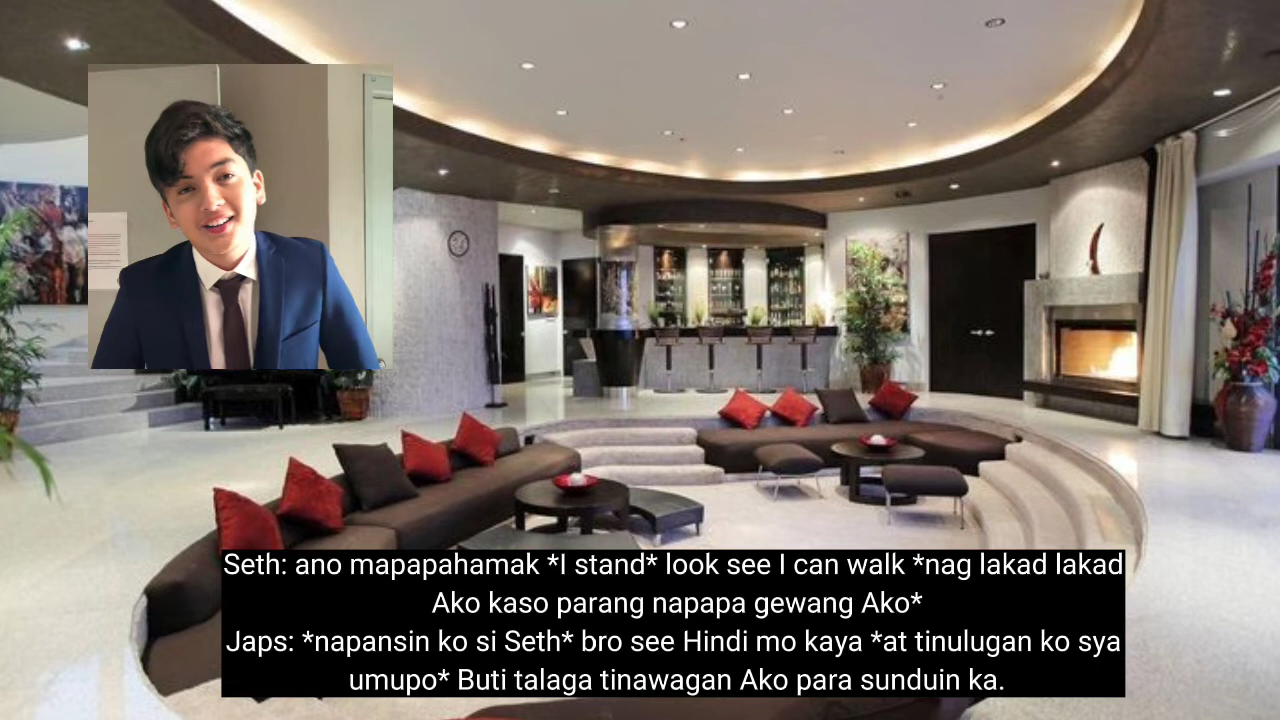 Seth: ano mapapahamak *I stand* look see I can walk *nag lakad lakad
Ako kaso parang napapa gewang Ako*
Japs: *napansin ko si Seth* bro see Hindi mo kaya *at tinulugan ko sya
umupo* Buti talaga tinawagan Ako para sunduin ka.